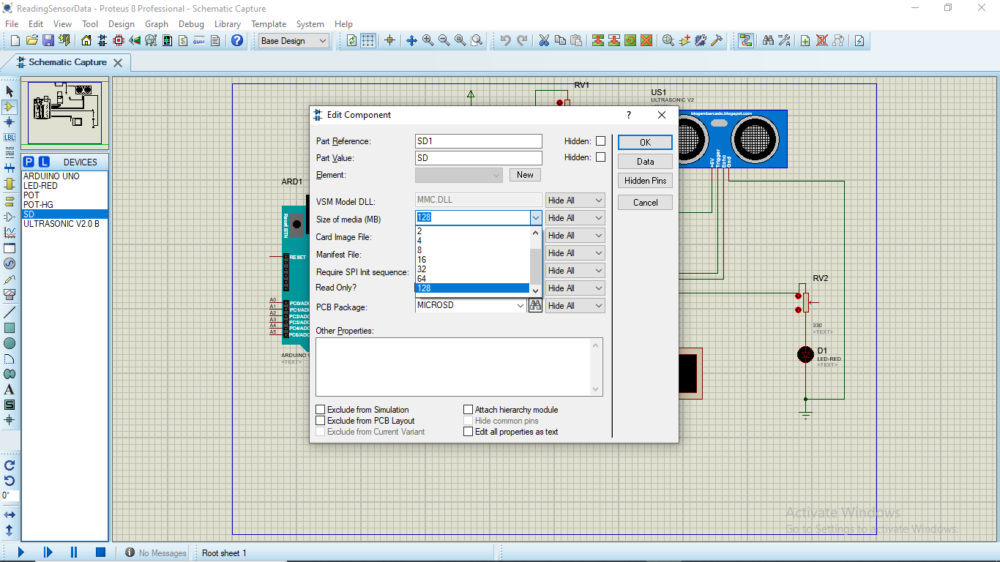 ReadingSensorData - Proteus 8 Professional - Schematic Capture
File Edit View Tool Design Graph Debug Library Template System Help
Base Design
Schematic Capture
P L DEVICES
ARDUINO UNO
LED-RED
POT
POT-HG
SD
ULTRASONIC V2.0 B
LBL
A
S
0°
RV1
US1
ULTRASONIC V2
blogembarcado.blogspot.com
+5V
Trigger
Echo
Gnd
ARD1
Reset BTN
RESET
A0 PC0/ADC
A1 PC1/ADC
A2 PC2/ADC
A3 PC3/ADC
A4 PC4/ADC
A5 PC5/ADC
ARDUINO U
<TEXT>
Edit Component
? 
Part Reference: SD1 Hidden:
Part Value: SD Hidden:
Element: New
VSM Model DLL: MMC.DLL Hide All
Size of media (MB) 128 Hide All
Card Image File: Hide All
Manifest File: Hide All
Require SPI Init sequence: Hide All
Read Only? Hide All
PCB Package: MICROSD Hide All
2
4
8
16
32
64
128
Other Properties:
Exclude from Simulation
Exclude from PCB Layout
Exclude from Current Variant
Attach hierarchy module
Hide common pins
Edit all properties as text
OK
Data
Hidden Pins
Cancel
RV2
330
<TEXT>
D1
LED-RED
<TEXT>
Activate Windows
Go to Settings to activate Windows.
No Messages
Root sheet 1